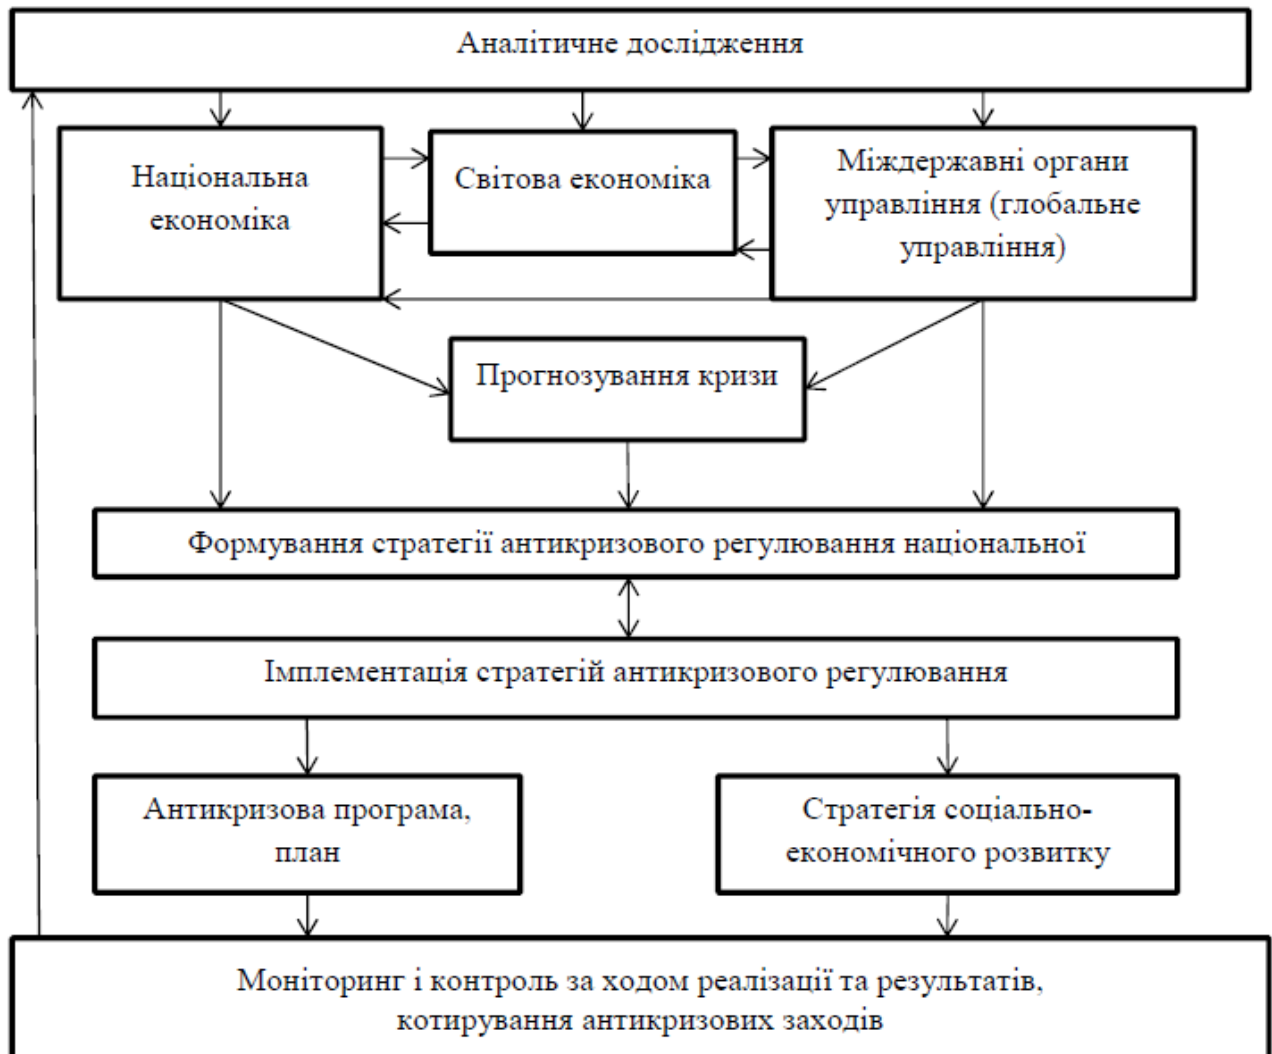 Аналітичне дослідження
Національна
економіка
Світова економіка
Міждержавні органи
управління (глобальне
управління)
Прогнозування кризи
Формування стратегії антикризового регулювання національної
Імплементація стратегій антикризового регулювання
Антикризова програма,
план
Стратегія соціально-
економічного розвитку
Моніторинг і контроль за ходом реалізації та результатів,
котирування антикризових заходів